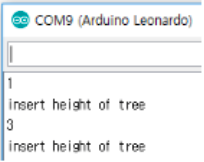 COM9 (Arduino Leonardo)
1
insert height of tree
3
insert height of tree